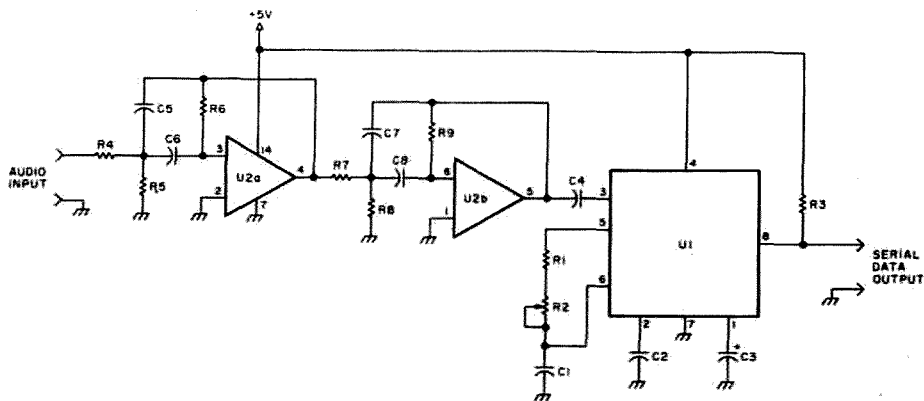 +5V
C5
R6
C7
R9
R4
C6
3
14
U2a
4
R7
C8
6
U2b
5
C4
3
4
R3
AUDIO
INPUT
R5
2
7
R8
1
5
U1
8
R1
6
SERIAL
DATA
OUTPUT
R2
2
7
1
C1
C2
+
C3